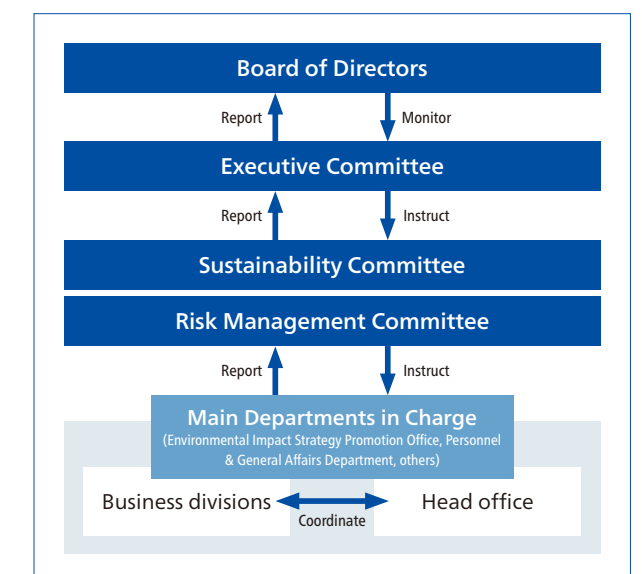 Board of Directors
Report
Monitor
Executive Committee
Report
Instruct
Sustainability Committee
Risk Management Committee
Report
Instruct
Main Departments in Charge
(Environmental Impact Strategy Promotion Office, Personnel
& General Affairs Department, others)
Business divisions
Head office
Coordinate